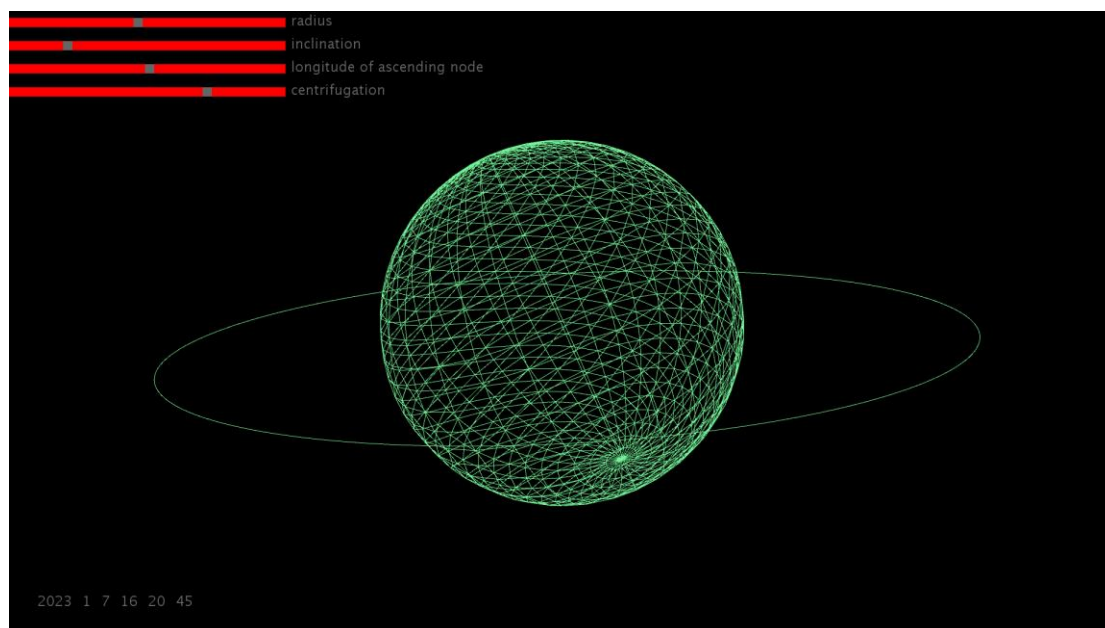 radius
inclination
longitude of ascending node
centrifugation
2023 1 7 16 20 45